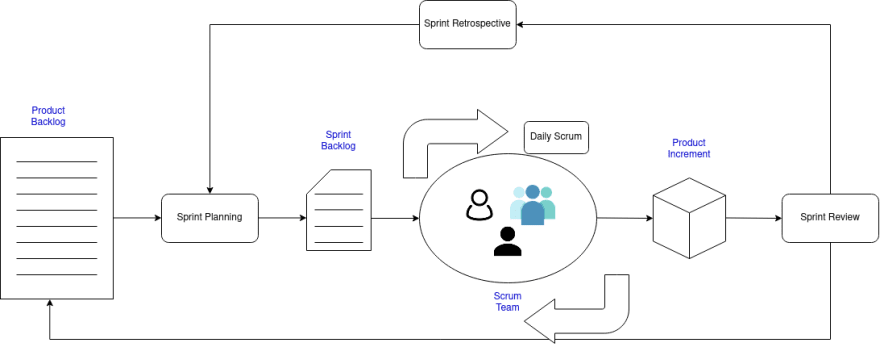 Sprint Retrospective
Product
Backlog
Sprint
Backlog
Daily Scrum
Product
Increment
Sprint Planning
Sprint Review
Scrum
Team